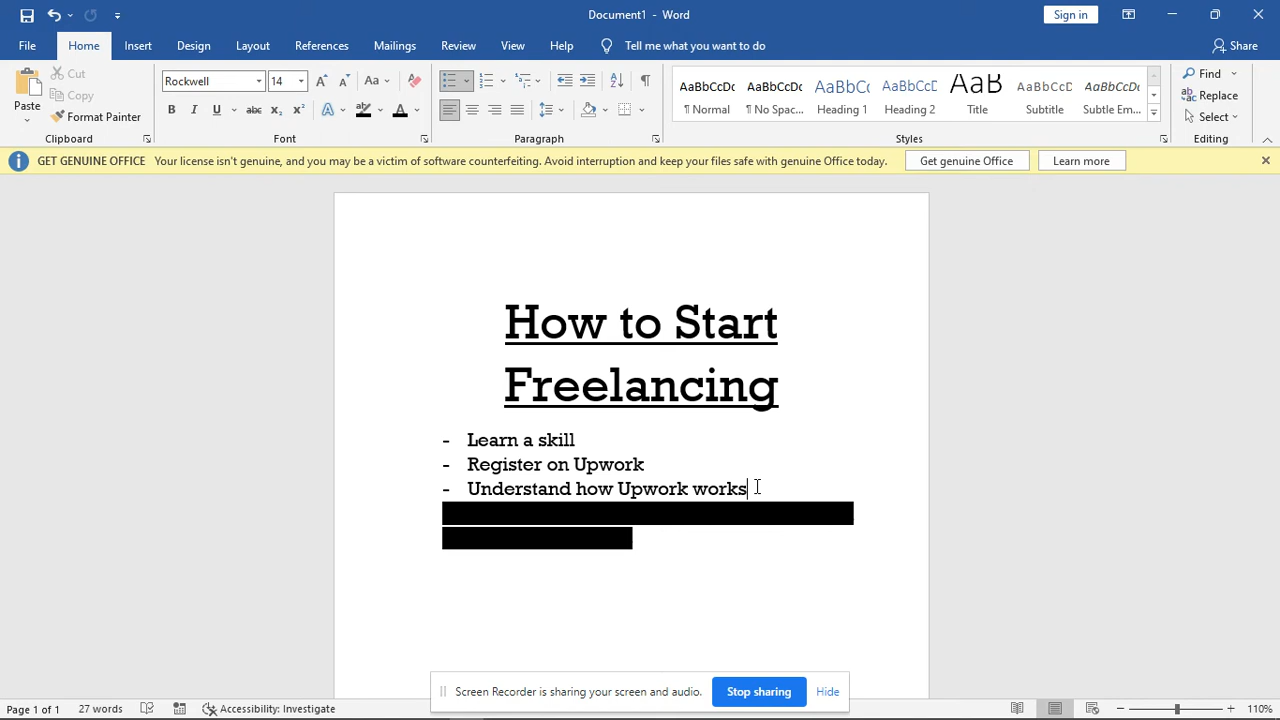 Document1 - Word
Sign in
File Home Insert Design Layout References Mailings Review View Help Tell me what you want to do Share
Paste
Cut
Copy
Format Painter
Clipboard
Rockwell 14
Font
Paragraph
AaBbCcDc AaBbCcDc AaBbCc AaBbCcD AaB AaBbCcD AaBbCcDc
¶ Normal ¶ No Spac... Heading 1 Heading 2 Title Subtitle Subtle Em...
Styles
Find
Replace
Select
Editing
GET GENUINE OFFICE Your license isn't genuine, and you may be a victim of software counterfeiting. Avoid interruption and keep your files safe with genuine Office today. Get genuine Office Learn more
How to Start
Freelancing
- Learn a skill
- Register on Upwork
- Understand how Upwork works
Screen Recorder is sharing your screen and audio. Stop sharing Hide
Page 1 of 1 27 words Accessibility: Investigate 110%